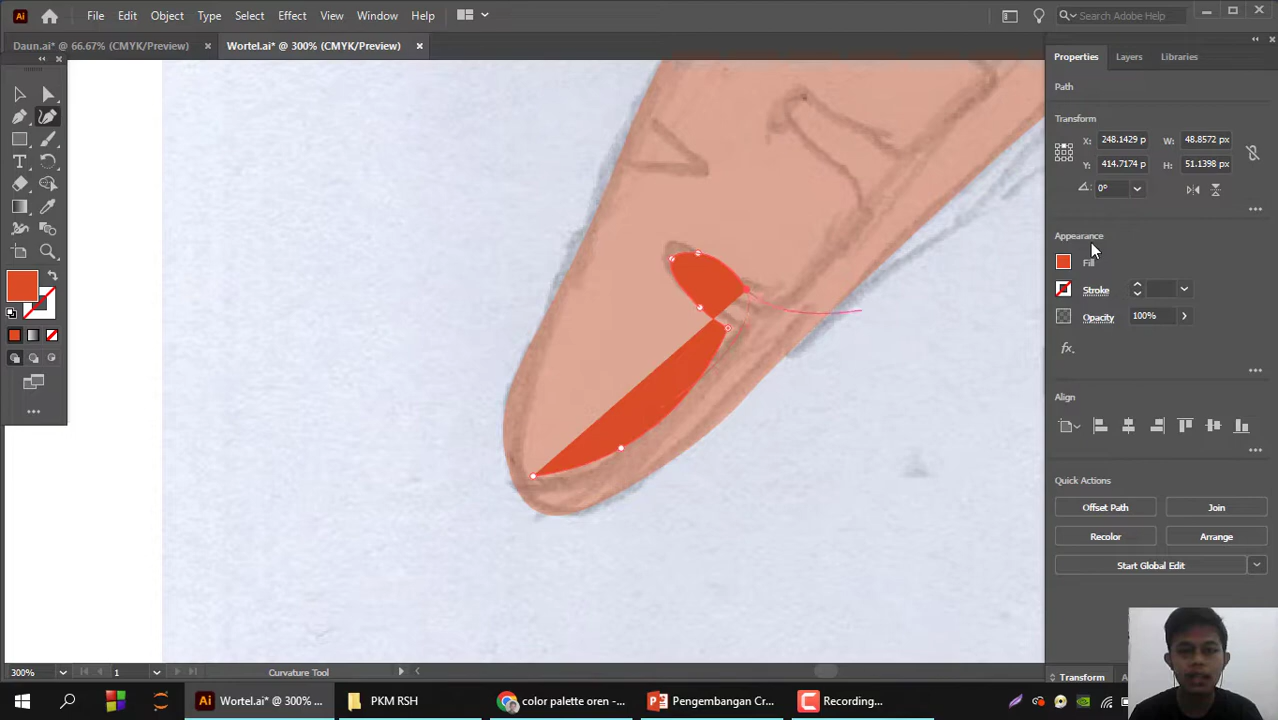 Ai
File Edit Object Type Select Effect View Window Help
Search Adobe Help
Daun.ai* @ 66.67% (CMYK/Preview) × Wortel.ai* @ 300% (CMYK/Preview) ×
Properties Layers Libraries
Path
Transform
X: 248.1429 p W: 48.8572 px
Y: 414.7174 p H: 51.1398 px
0°
Appearance
Fill
Stroke
Opacity 100%
fx.
Align
Quick Actions
Offset Path Join
Recolor Arrange
Start Global Edit
300% 1 Curvature Tool
Transform
Wortel.ai* @ 300% ... PKM RSH color palette oren -... Pengembangan Cr... Recording...